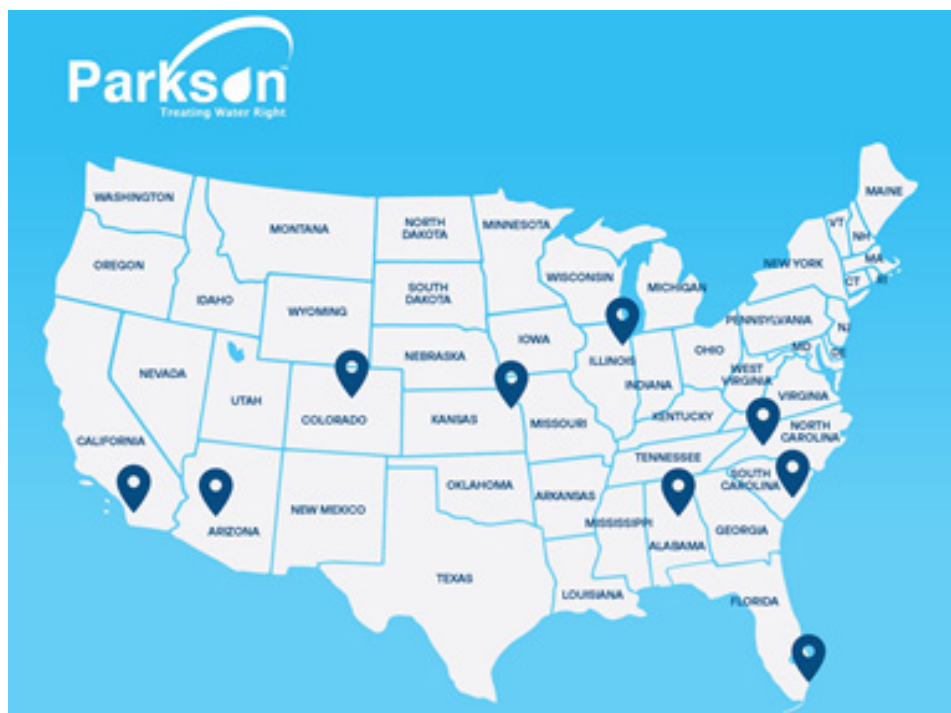 Parkson™
Treating Water Right
WASHINGTON
MONTANA
NORTH
DAKOTA
MINNESOTA
MAINE
VT
NH
OREGON
IDAHO
WYOMING
SOUTH
DAKOTA
WISCONSIN
MICHIGAN
NEW YORK
MA
CT
RI
NEVADA
UTAH
COLORADO
NEBRASKA
IOWA
ILLINOIS
INDIANA
OHIO
PENNSYLVANIA
NJ
MD
DE
WEST
VIRGINIA
VIRGINIA
CALIFORNIA
KANSAS
MISSOURI
KENTUCKY
NORTH
CAROLINA
TENNESSEE
SOUTH
CAROLINA
ARIZONA
NEW MEXICO
OKLAHOMA
ARKANSAS
MISSISSIPPI
ALABAMA
GEORGIA
TEXAS
LOUISIANA
FLORIDA